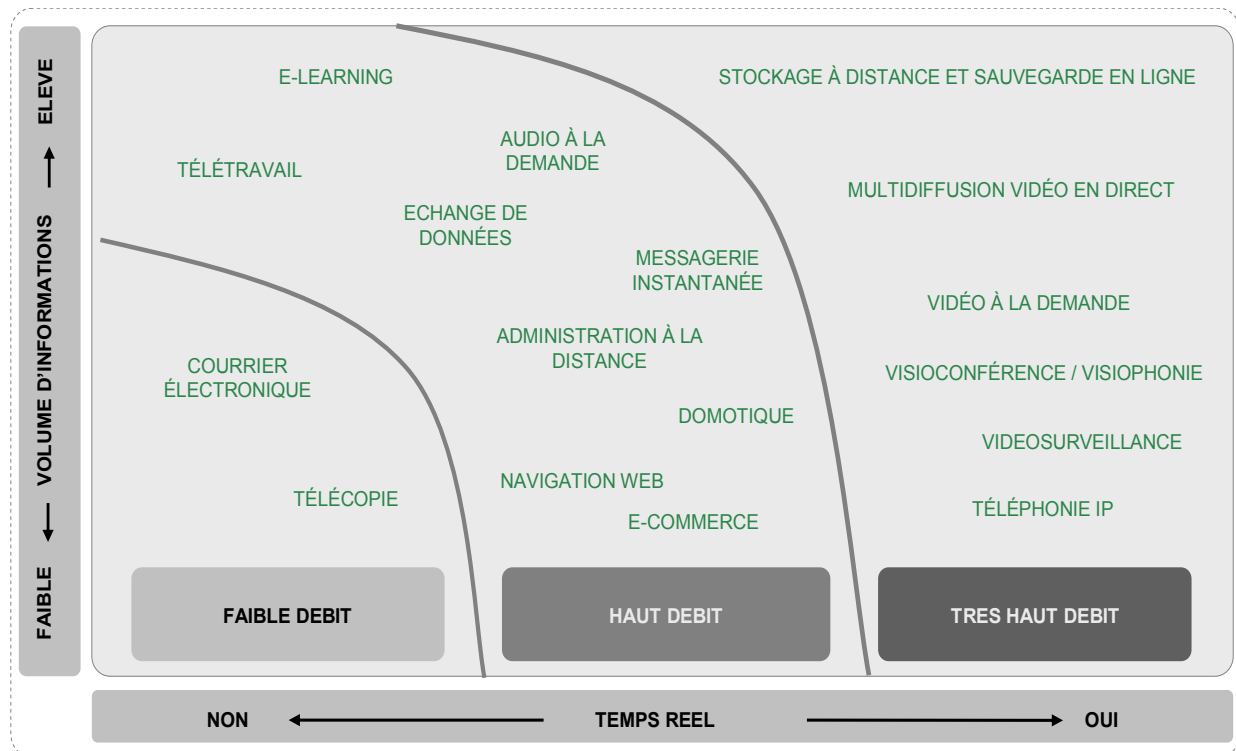 ELEVE
VOLUME D'INFORMATIONS
FAIBLE
E-LEARNING
STOCKAGE À DISTANCE ET SAUVEGARDE EN LIGNE
AUDIO À LA
DEMANDE
TÉLÉTRAVAIL
MULTIDIFFUSION VIDÉO EN DIRECT
ECHANGE DE
DONNÉES
MESSAGERIE
INSTANTANÉE
VIDÉO À LA DEMANDE
ADMINISTRATION À LA
DISTANCE
COURRIER
ÉLECTRONIQUE
VISIOCONFÉRENCE / VISIOPHONIE
DOMOTIQUE
VIDEOSURVEILLANCE
NAVIGATION WEB
TÉLÉCOPIE
E-COMMERCE
TÉLÉPHONIE IP
FAIBLE DEBIT
HAUT DEBIT
TRES HAUT DEBIT
NON
TEMPS REEL
OUI